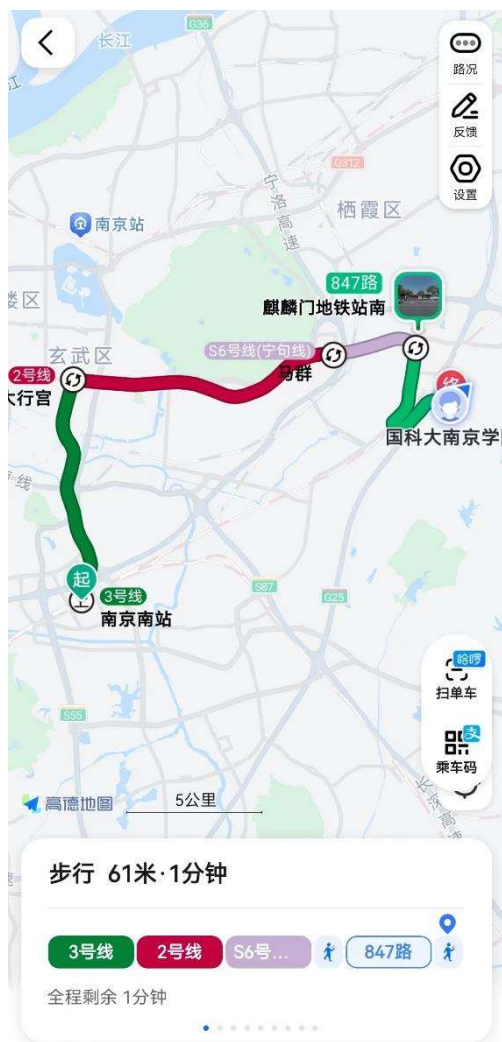 G36
长江
路况
反馈
G312
设置
宁洛高速
栖霞区
南京站
847路
麒麟门地铁站南
玄武区
S6号线(宁句线)
马群
2号线
大行宫
终
国科大南京学
起
3号线
南京南站
S87
G25
哈啰
扫单车
支
乘车码
S55
长深高速
高德地图
5公里
步行 61米·1分钟
3号线
2号线
S6号...
847路
全程剩余 1分钟